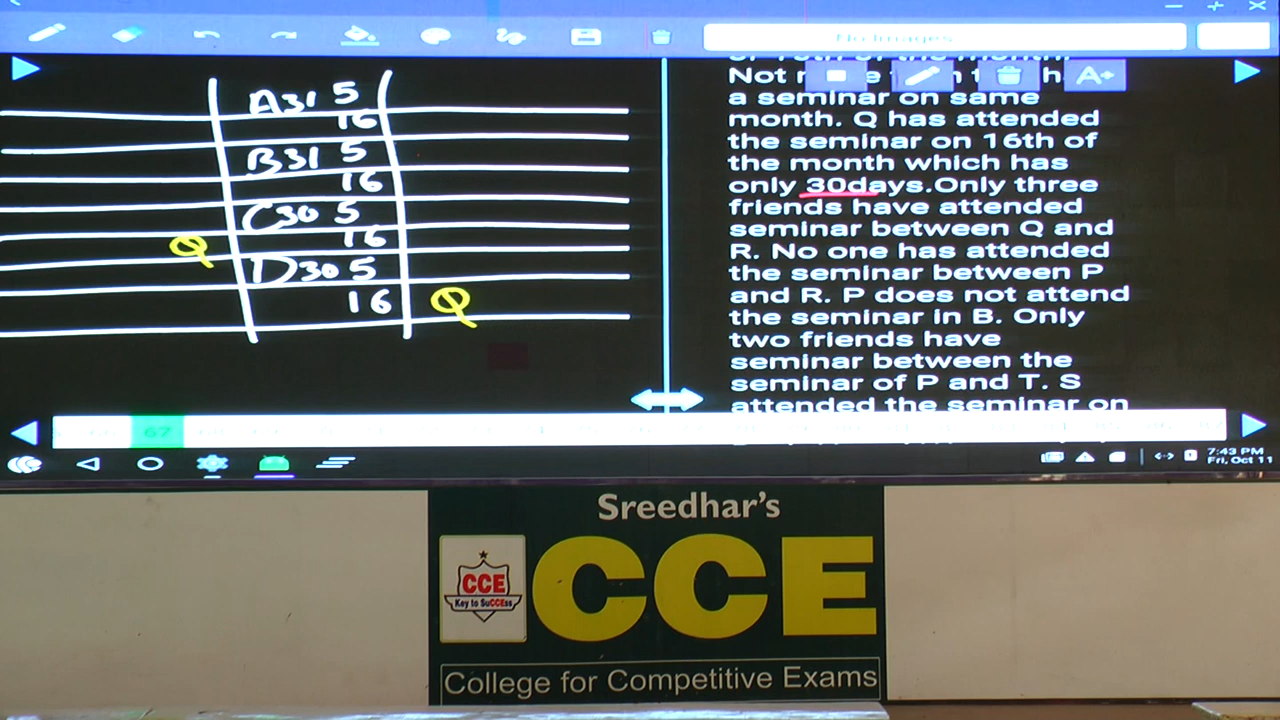 No Images
A31 5
16
B31 5
16
C30 5
16
Q
D30 5
16 Q
A+
Not
a seminar on same
month. Q has attended
the seminar on 16th of
the month which has
only 30days.Only three
friends have attended
seminar between Q and
R. No one has attended
the seminar between P
and R. P does not attend
the seminar in B. Only
two friends have
seminar between the
seminar of P and T. S
attended the seminar on
67
7:43 PM
Fri, Oct 11
Sreedhar's
CCE
CCE
Key to SuCCEss
College for Competitive Exams